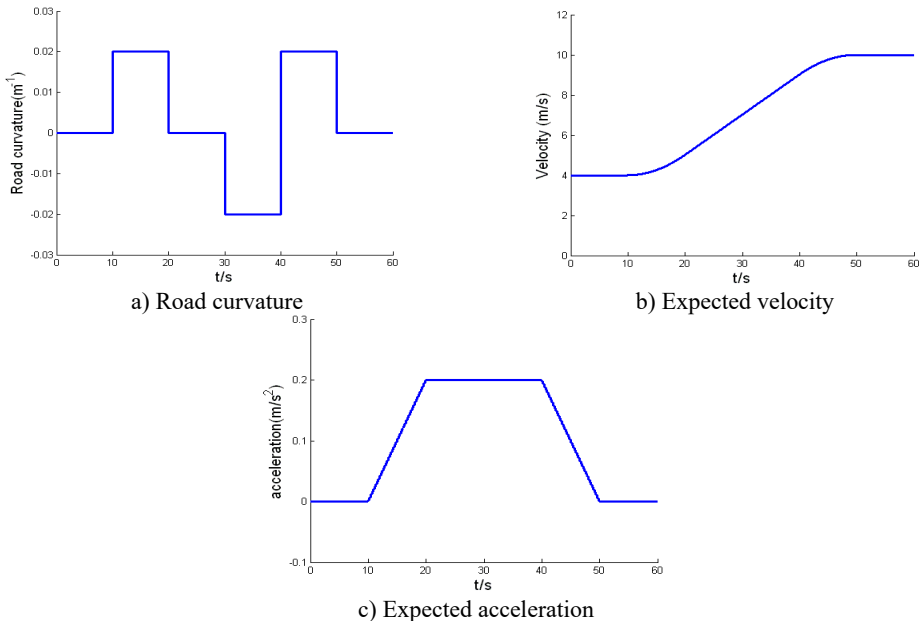 0.03
0.02
0.01
0
-0.01
-0.02
-0.03
Road curvature(m-1)
0 10 20 30 40 50 60
t/s
a) Road curvature
12
10
8
6
4
2
0
Velocity (m/s)
0 10 20 30 40 50 60
t/s
b) Expected velocity
0.3
0.2
0.1
0
-0.1
acceleration(m/s2)
0 10 20 30 40 50 60
t/s
c) Expected acceleration